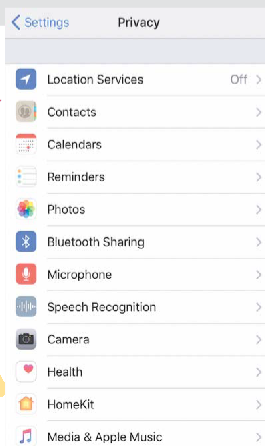 Settings
Privacy
Location Services Off
Contacts
Calendars
Reminders
Photos
Bluetooth Sharing
Microphone
Speech Recognition
Camera
Health
HomeKit
Media & Apple Music